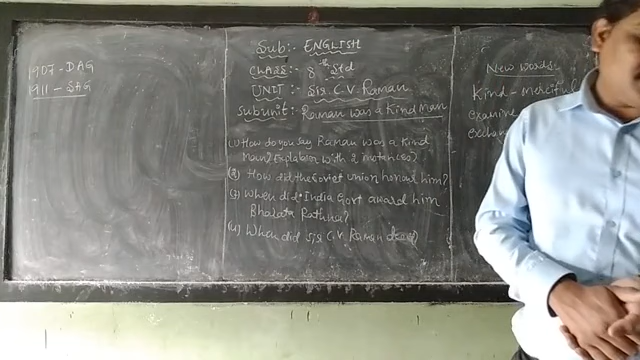 1907 - DAG
1911 - SAG
Sub:- ENGLISH
CLASS:- 8th Std
UNIT:- Sir C.V. Raman
Subunit: Raman was a Kind man
(1) How do you say Raman was a kind
man? Explain with 2 instances?
(2) How did the Soviet union honour him?
(3) When did India Govt award him
Bharata Rathna?
(4) When did Sir C.V. Raman
New words:
Kind - Merciful
examine